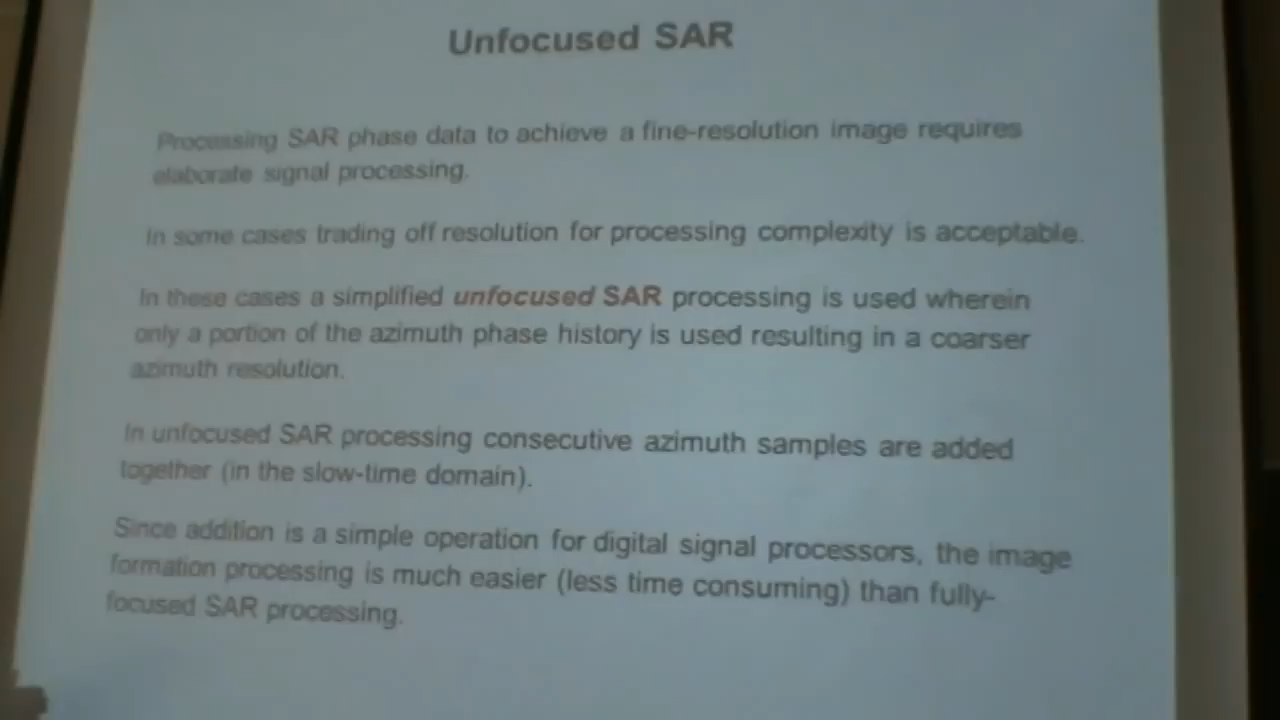 Unfocused SAR
Processing SAR phase data to achieve a fine-resolution image requires
elaborate signal processing.
In some cases trading off resolution for processing complexity is acceptable.
In these cases a simplified unfocused SAR processing is used wherein
only a portion of the azimuth phase history is used resulting in a coarser
azimuth resolution.
In unfocused SAR processing consecutive azimuth samples are added
together (in the slow-time domain).
Since addition is a simple operation for digital signal processors, the image
formation processing is much easier (less time consuming) than fully-
focused SAR processing.